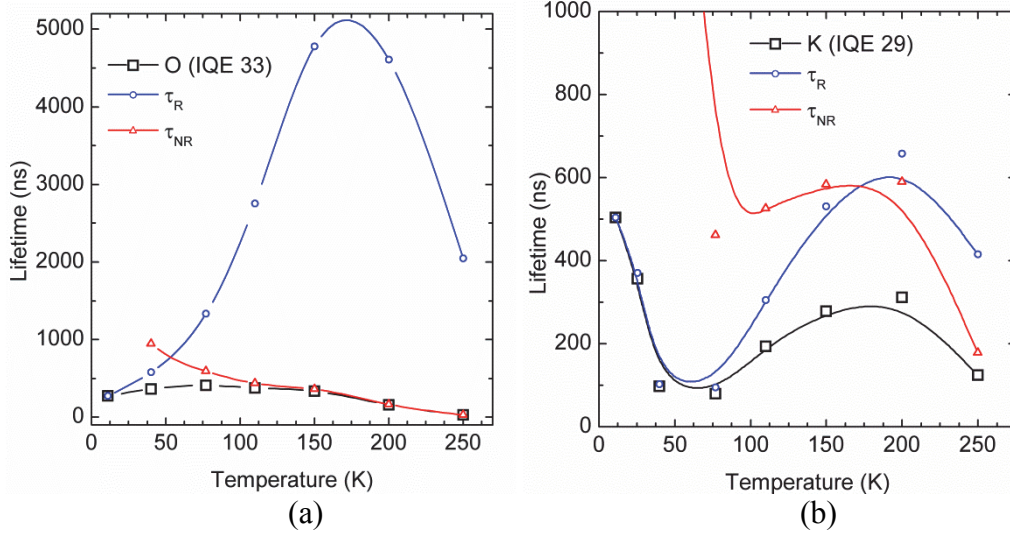 5000
4000
3000
2000
1000
0
Lifetime (ns)
O (IQE 33)
τR
τNR
0 50 100 150 200 250
Temperature (K)
(a)
1000
800
600
400
200
0
Lifetime (ns)
K (IQE 29)
τR
τNR
0 50 100 150 200 250
Temperature (K)
(b)